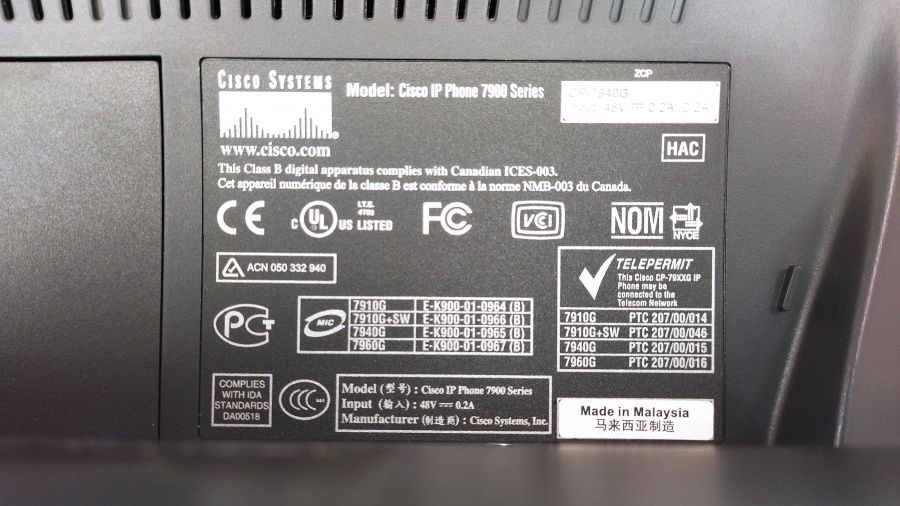 CISCO SYSTEMS
www.cisco.com
Model: Cisco IP Phone 7900 Series
ZCP
CP-7940G
Input: 48V ⎓ 0.2A (0.2A)
HAC
This Class B digital apparatus complies with Canadian ICES-003.
Cet appareil numérique de la classe B est conforme à la norme NMB-003 du Canada.
CE
C UL US LISTED
I.T.E.
4T02
FC
VCI
NOM
NYCE
ACN 050 332 940
TELEPERMIT
This Cisco CP-79XXG IP
Phone may be
connected to the
Telecom Network
7910G PTC 207/00/014
7910G+SW PTC 207/00/046
7940G PTC 207/00/015
7960G PTC 207/00/016
PCT
MIC
7910G E-K900-01-0964 (B)
7910G+SW E-K900-01-0966 (B)
7940G E-K900-01-0965 (B)
7960G E-K900-01-0967 (B)
COMPLIES
WITH IDA
STANDARDS
DA00518
CCC
Model (型号) : Cisco IP Phone 7900 Series
Input (输入) : 48V ⎓ 0.2A
Manufacturer (制造商) : Cisco Systems, Inc.
Made in Malaysia
马来西亚制造